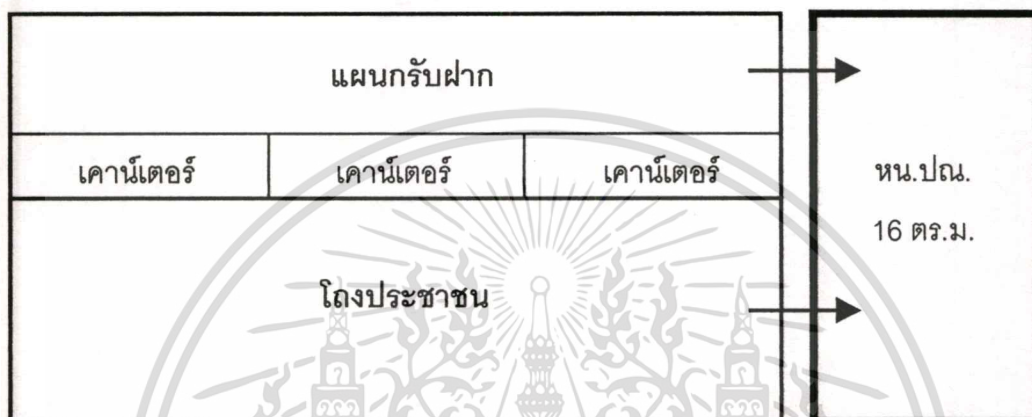 แผนกรับฝาก
เคาน์เตอร์ เคาน์เตอร์ เคาน์เตอร์
โถงประชาชน
หน.ปณ.
16 ตร.ม.